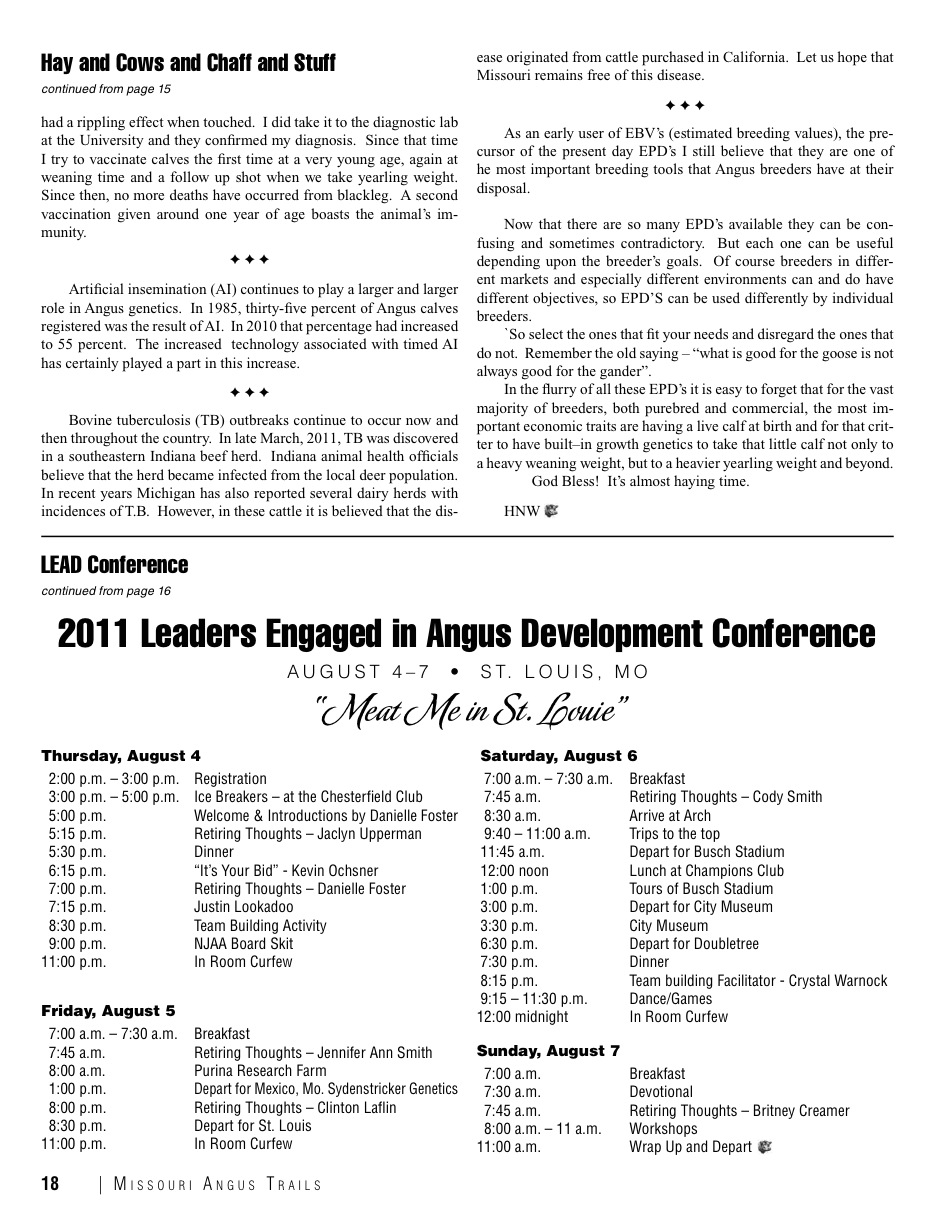 Hay and Cows and Chaff and Stuff
continued from page 15
had a rippling effect when touched.  I did take it to the diagnostic lab
at the University and they confirmed my diagnosis.  Since that time
I try to vaccinate calves the first time at a very young age, again at
weaning time and a follow up shot when we take yearling weight.
Since then, no more deaths have occurred from blackleg.  A second
vaccination given around one year of age boasts the animal's im-
munity.
✦✦✦
Artificial insemination (AI) continues to play a larger and larger
role in Angus genetics.  In 1985, thirty-five percent of Angus calves
registered was the result of AI.  In 2010 that percentage had increased
to 55 percent.  The increased  technology associated with timed AI
has certainly played a part in this increase.
✦✦✦
Bovine tuberculosis (TB) outbreaks continue to occur now and
then throughout the country.  In late March, 2011, TB was discovered
in a southeastern Indiana beef herd.  Indiana animal health officials
believe that the herd became infected from the local deer population.
In recent years Michigan has also reported several dairy herds with
incidences of T.B.  However, in these cattle it is believed that the dis-
ease originated from cattle purchased in California.  Let us hope that
Missouri remains free of this disease.
✦✦✦
As an early user of EBV's (estimated breeding values), the pre-
cursor of the present day EPD's I still believe that they are one of
he most important breeding tools that Angus breeders have at their
disposal.
Now that there are so many EPD's available they can be con-
fusing and sometimes contradictory.  But each one can be useful
depending upon the breeder's goals.  Of course breeders in differ-
ent markets and especially different environments can and do have
different objectives, so EPD'S can be used differently by individual
breeders.
`So select the ones that fit your needs and disregard the ones that
do not.  Remember the old saying – "what is good for the goose is not
always good for the gander".
In the flurry of all these EPD's it is easy to forget that for the vast
majority of breeders, both purebred and commercial, the most im-
portant economic traits are having a live calf at birth and for that crit-
ter to have built–in growth genetics to take that little calf not only to
a heavy weaning weight, but to a heavier yearling weight and beyond.
God Bless!  It's almost haying time.
HNW
LEAD Conference
continued from page 16
2011 Leaders Engaged in Angus Development Conference
AUGUST 4–7 • ST. LOUIS, MO
"Meat Me in St. Louie"
Thursday, August 4
2:00 p.m. – 3:00 p.m. Registration
3:00 p.m. – 5:00 p.m. Ice Breakers – at the Chesterfield Club
5:00 p.m. Welcome & Introductions by Danielle Foster
5:15 p.m. Retiring Thoughts – Jaclyn Upperman
5:30 p.m. Dinner
6:15 p.m. "It's Your Bid" - Kevin Ochsner
7:00 p.m. Retiring Thoughts – Danielle Foster
7:15 p.m. Justin Lookadoo
8:30 p.m. Team Building Activity
9:00 p.m. NJAA Board Skit
11:00 p.m. In Room Curfew
Friday, August 5
7:00 a.m. – 7:30 a.m. Breakfast
7:45 a.m. Retiring Thoughts – Jennifer Ann Smith
8:00 a.m. Purina Research Farm
1:00 p.m. Depart for Mexico, Mo. Sydenstricker Genetics
8:00 p.m. Retiring Thoughts – Clinton Laflin
8:30 p.m. Depart for St. Louis
11:00 p.m. In Room Curfew
Saturday, August 6
7:00 a.m. – 7:30 a.m. Breakfast
7:45 a.m. Retiring Thoughts – Cody Smith
8:30 a.m. Arrive at Arch
9:40 – 11:00 a.m. Trips to the top
11:45 a.m. Depart for Busch Stadium
12:00 noon Lunch at Champions Club
1:00 p.m. Tours of Busch Stadium
3:00 p.m. Depart for City Museum
3:30 p.m. City Museum
6:30 p.m. Depart for Doubletree
7:30 p.m. Dinner
8:15 p.m. Team building Facilitator - Crystal Warnock
9:15 – 11:30 p.m. Dance/Games
12:00 midnight In Room Curfew
Sunday, August 7
7:00 a.m. Breakfast
7:30 a.m. Devotional
7:45 a.m. Retiring Thoughts – Britney Creamer
8:00 a.m. – 11 a.m. Workshops
11:00 a.m. Wrap Up and Depart
18 | MISSOURI ANGUS TRAILS